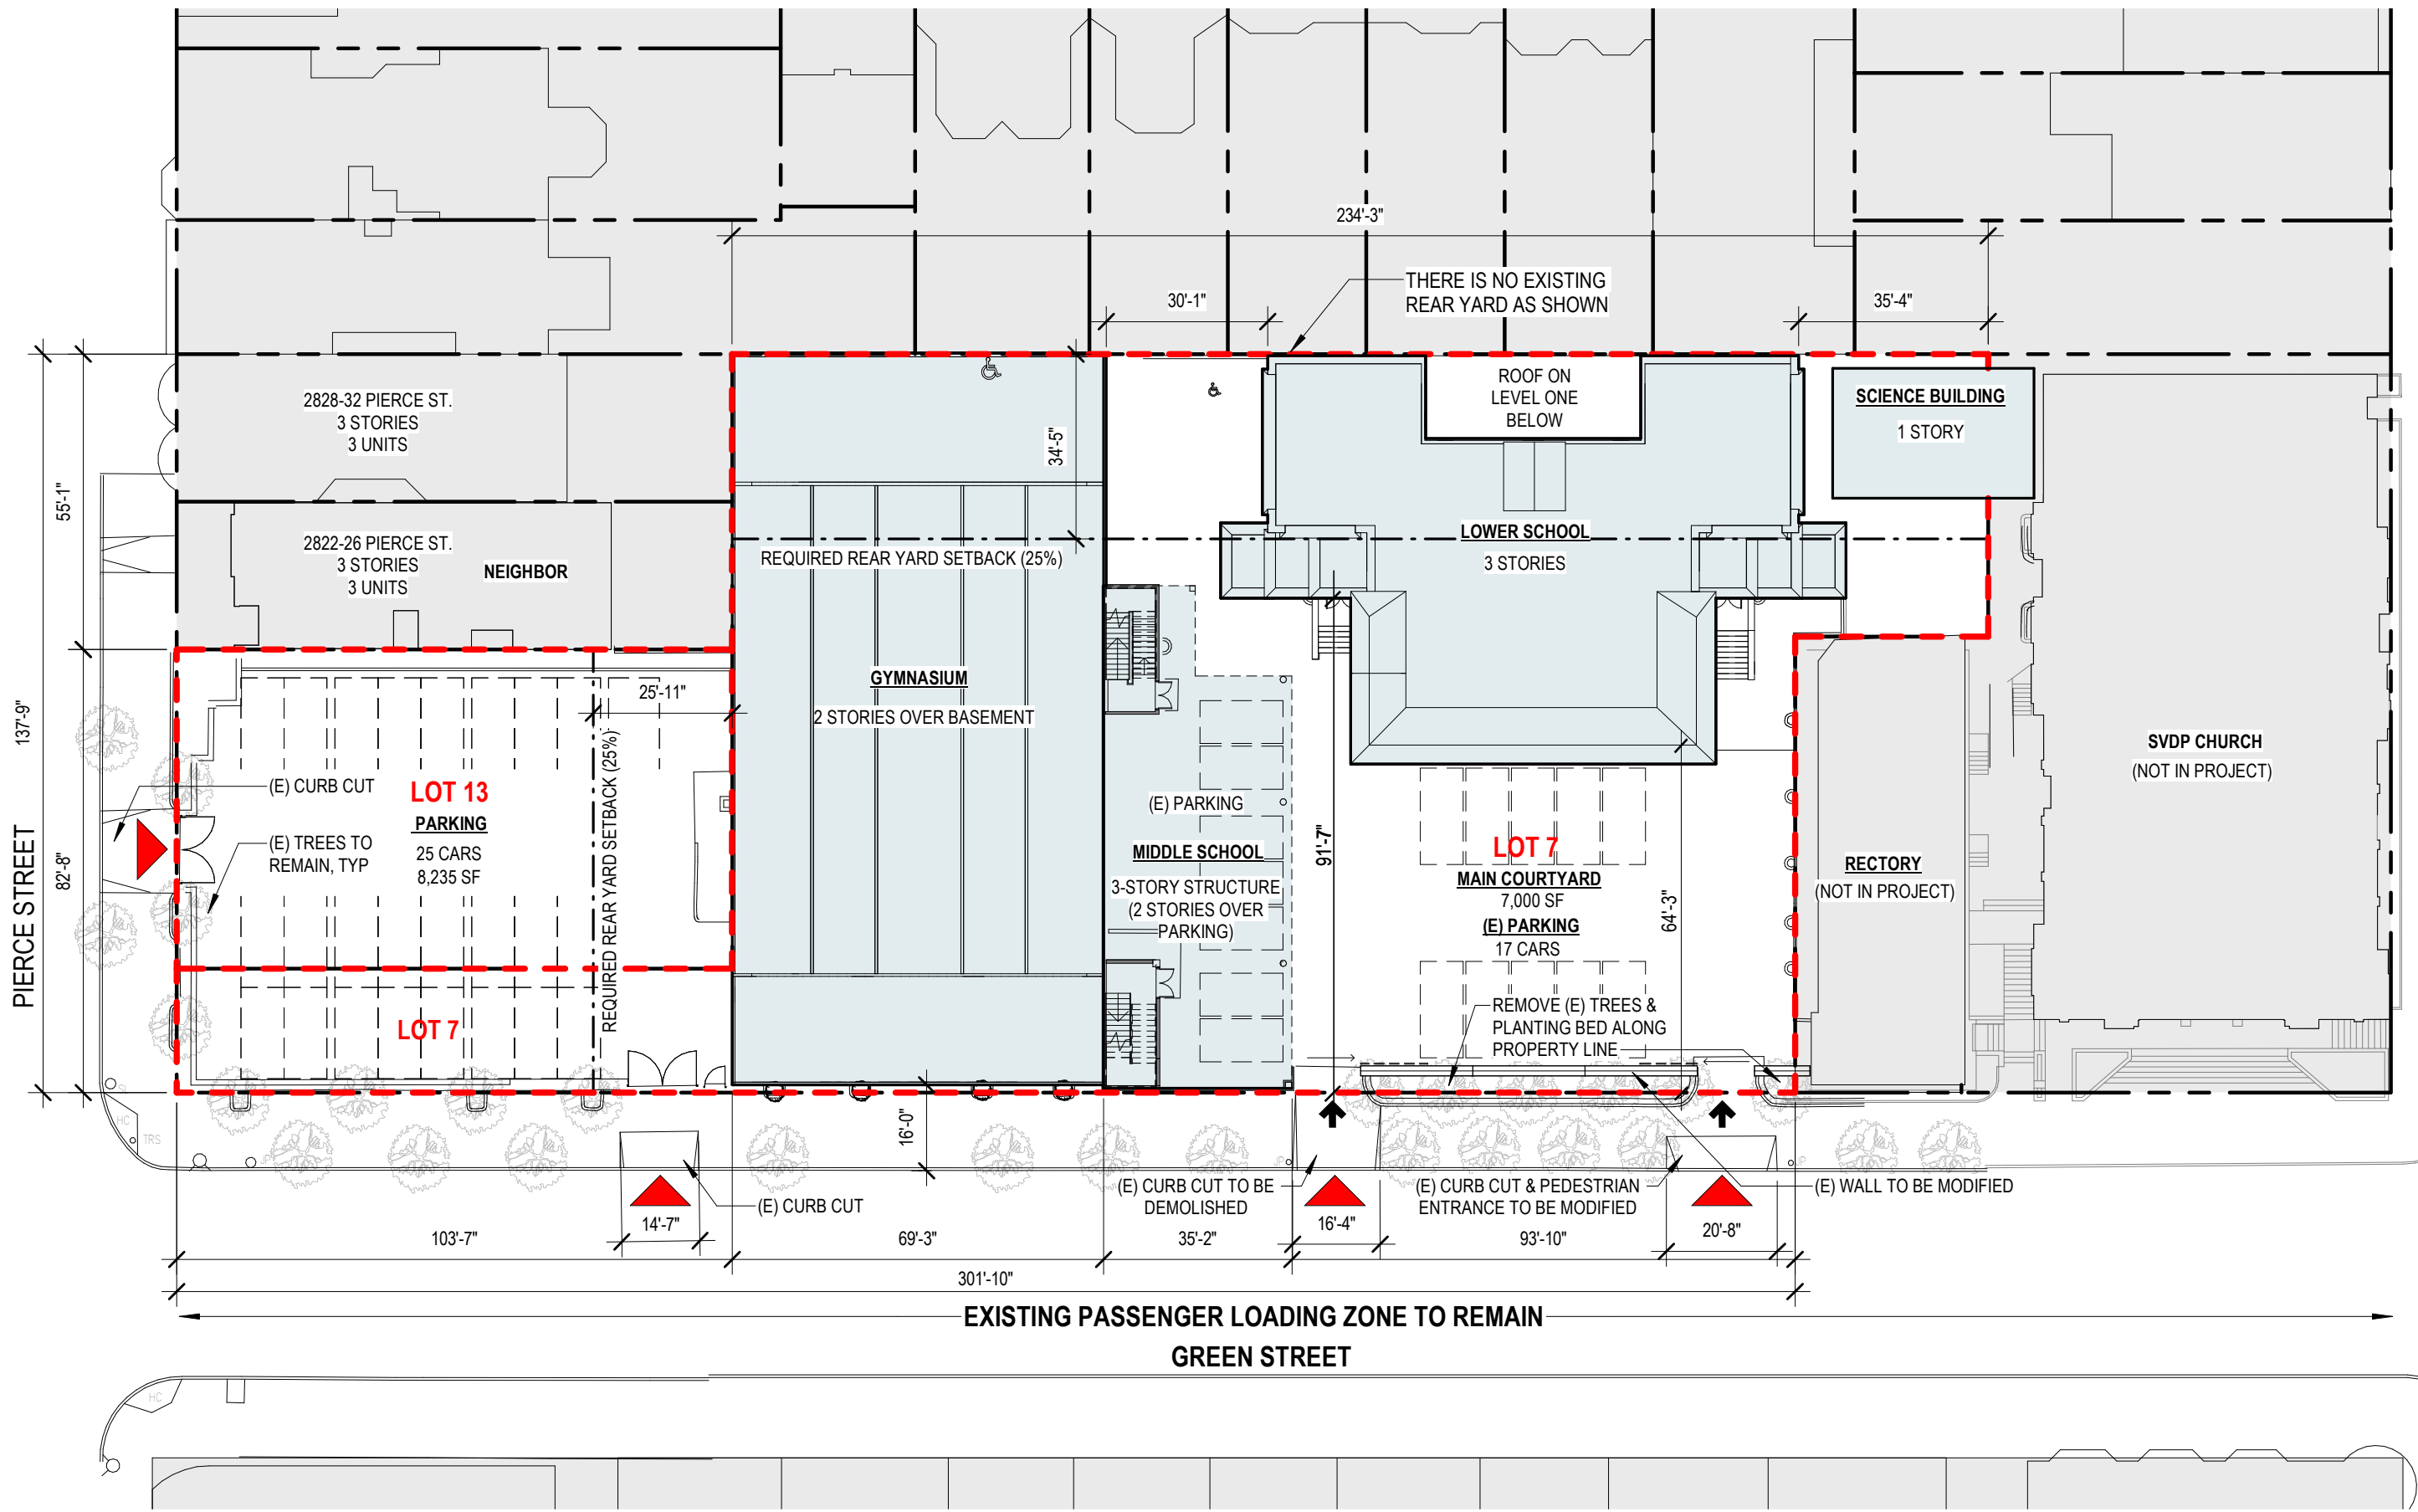 234'-3"
THERE IS NO EXISTING
REAR YARD AS SHOWN
30'-1"
35'-4"
ROOF ON
LEVEL ONE
BELOW
SCIENCE BUILDING
1 STORY
2828-32 PIERCE ST.
3 STORIES
3 UNITS
34'-5"
55'-1"
2822-26 PIERCE ST.
3 STORIES
3 UNITS
NEIGHBOR
REQUIRED REAR YARD SETBACK (25%)
LOWER SCHOOL
3 STORIES
25'-11"
GYMNASIUM
2 STORIES OVER BASEMENT
137'-9"
PIERCE STREET
82'-8"
(E) CURB CUT
(E) TREES TO
REMAIN, TYP
LOT 13
PARKING
25 CARS
8,235 SF
REQUIRED REAR YARD SETBACK (25%)
LOT 7
(E) PARKING
MIDDLE SCHOOL
3-STORY STRUCTURE
(2 STORIES OVER
PARKING)
91'-7"
LOT 7
MAIN COURTYARD
7,000 SF
(E) PARKING
17 CARS
64'-3"
REMOVE (E) TREES &
PLANTING BED ALONG
PROPERTY LINE
RECTORY
(NOT IN PROJECT)
SVDP CHURCH
(NOT IN PROJECT)
HC
TRS
16'-0"
(E) CURB CUT
(E) CURB CUT TO BE
DEMOLISHED
(E) CURB CUT & PEDESTRIAN
ENTRANCE TO BE MODIFIED
(E) WALL TO BE MODIFIED
14'-7"
16'-4"
20'-8"
103'-7"
69'-3"
35'-2"
93'-10"
301'-10"
EXISTING PASSENGER LOADING ZONE TO REMAIN
GREEN STREET
HC